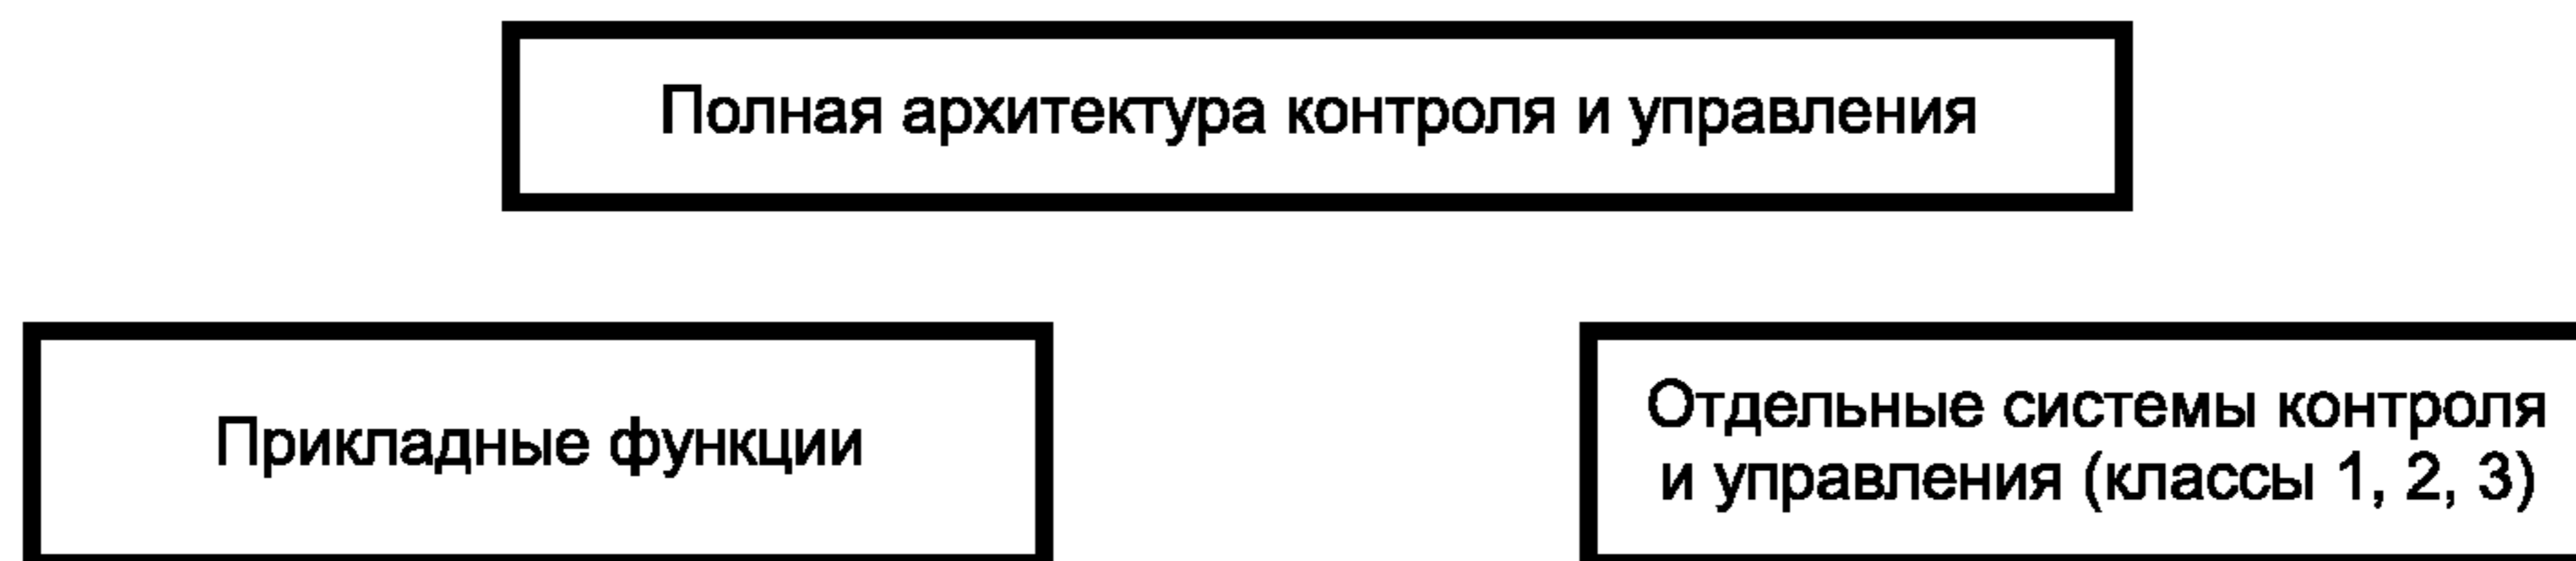 Полная архитектура контроля и управления
Прикладные функции
Отдельные системы контроля
и управления (классы 1, 2, 3)